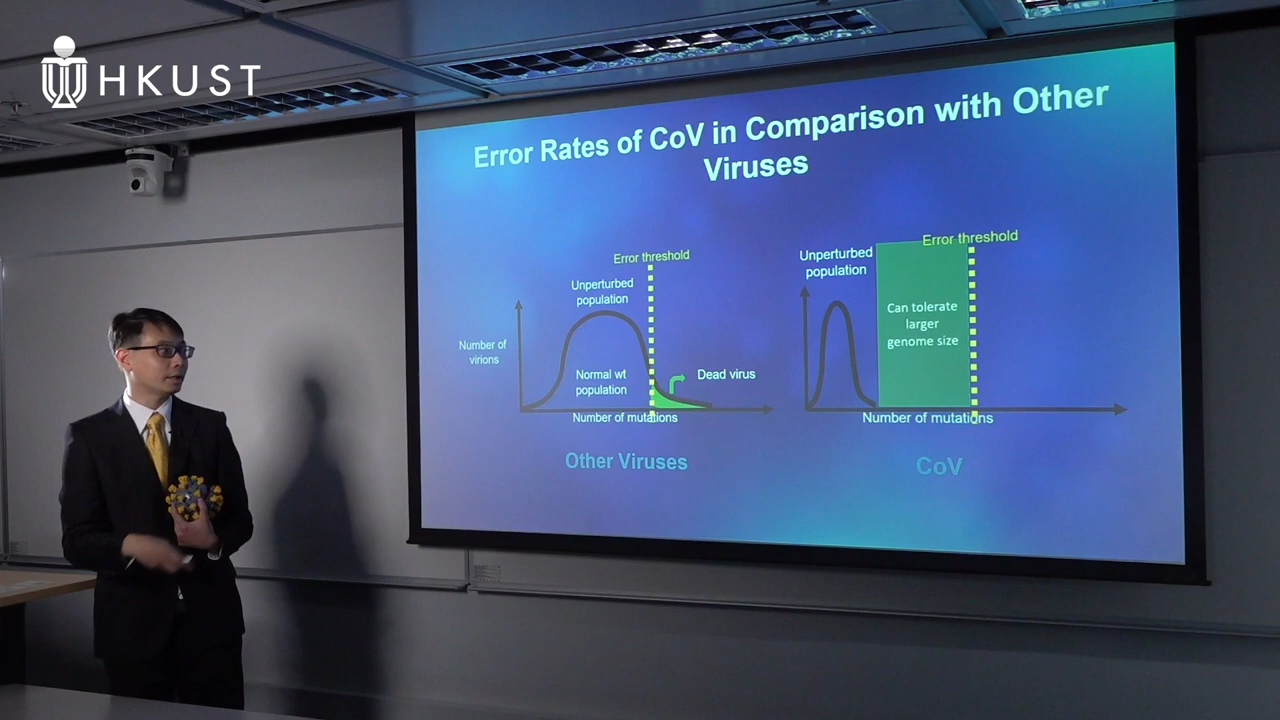 HKUST
Error Rates of CoV in Comparison with Other
Viruses
Error threshold
Unperturbed
population
Number of
virions
Normal wt
population
Dead virus
Number of mutations
Other Viruses
Error threshold
Unperturbed
population
Can tolerate
larger
genome size
Number of mutations
CoV